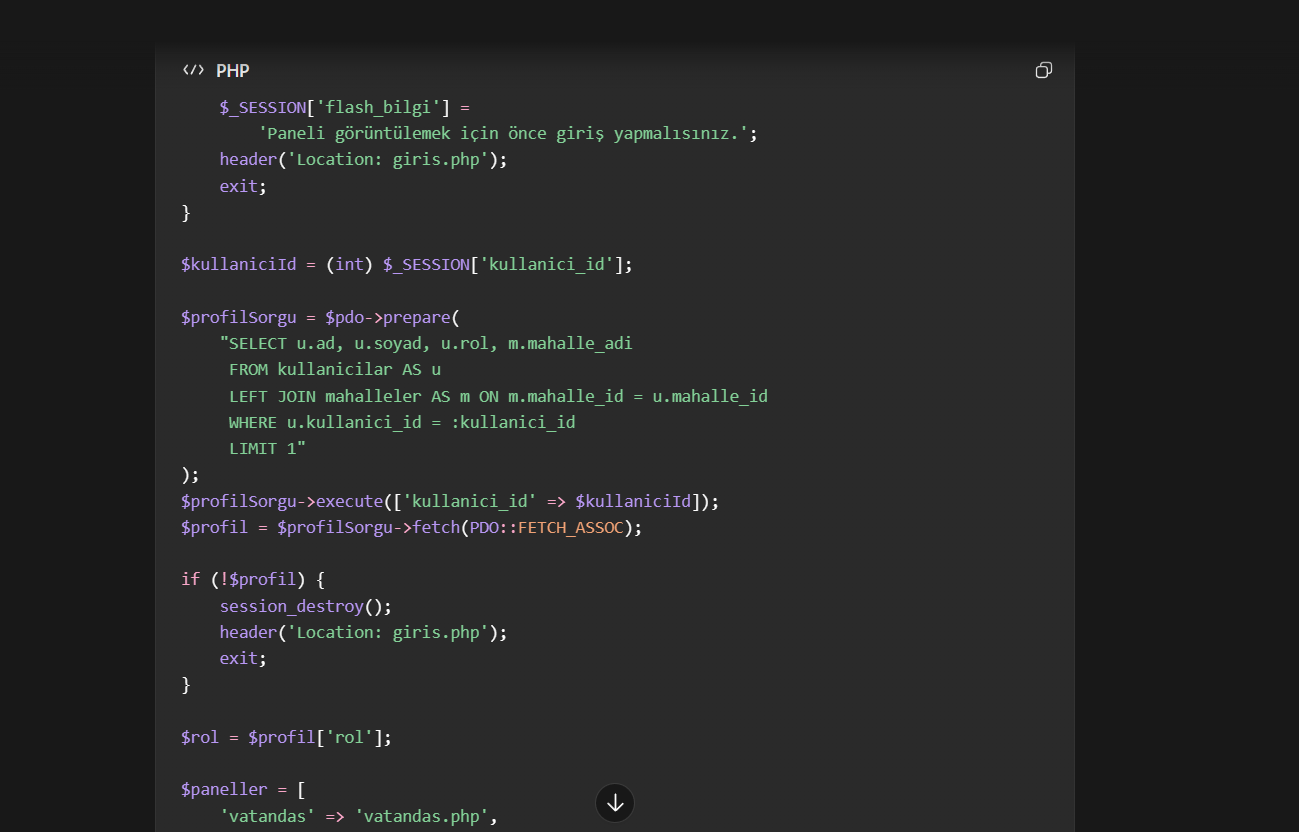 </> PHP
$_SESSION['flash_bilgi'] =
'Paneli görüntülemek için önce giriş yapmalısınız.';
header('Location: giris.php');
exit;
}
$kullaniciId = (int) $_SESSION['kullanici_id'];
$profilSorgu = $pdo->prepare(
"SELECT u.ad, u.soyad, u.rol, m.mahalle_adi
FROM kullanicilar AS u
LEFT JOIN mahalleler AS m ON m.mahalle_id = u.mahalle_id
WHERE u.kullanici_id = :kullanici_id
LIMIT 1"
);
$profilSorgu->execute(['kullanici_id' => $kullaniciId]);
$profil = $profilSorgu->fetch(PDO::FETCH_ASSOC);
if (!$profil) {
session_destroy();
header('Location: giris.php');
exit;
}
$rol = $profil['rol'];
$paneller = [
'vatandas' => 'vatandas.php',